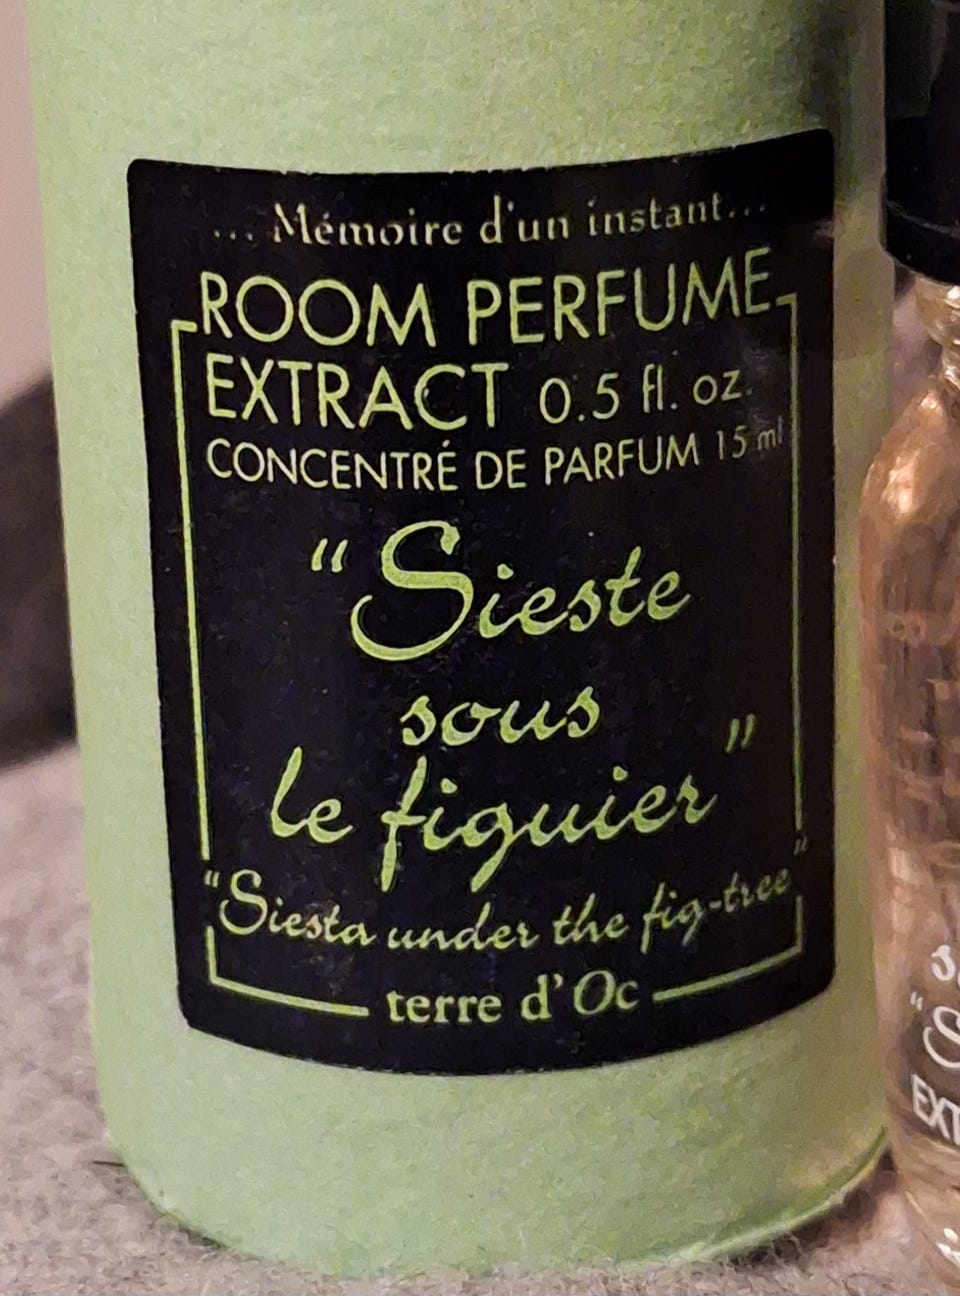 ... Mémoire d'un instant...
ROOM PERFUME
EXTRACT 0.5 fl. oz.
CONCENTRÉ DE PARFUM 15 ml
"Sieste
sous
le figuier"
"Siesta under the fig-tree"
terre d'Oc
"S
EXT